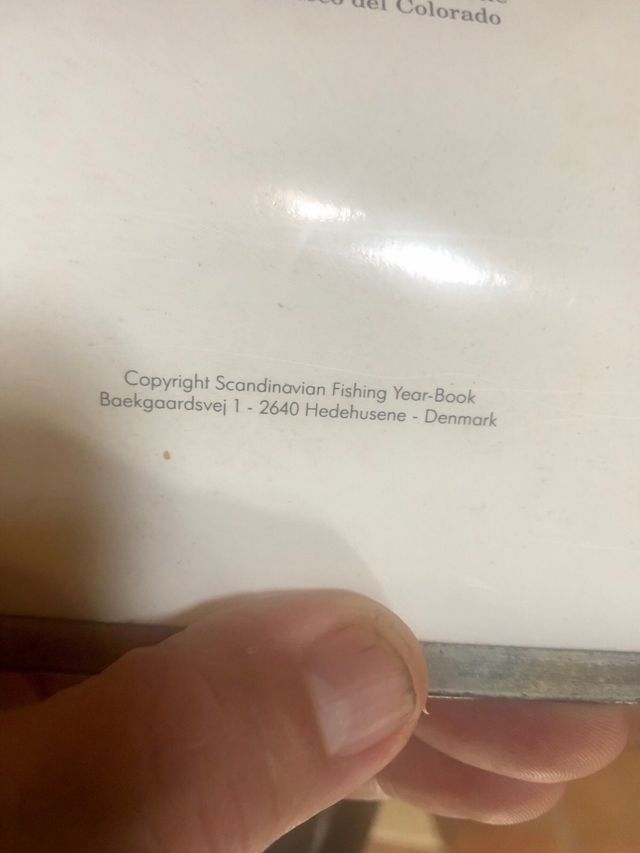 del Colorado
Copyright Scandinavian Fishing Year-Book
Baekgaardsvej 1 - 2640 Hedehusene - Denmark